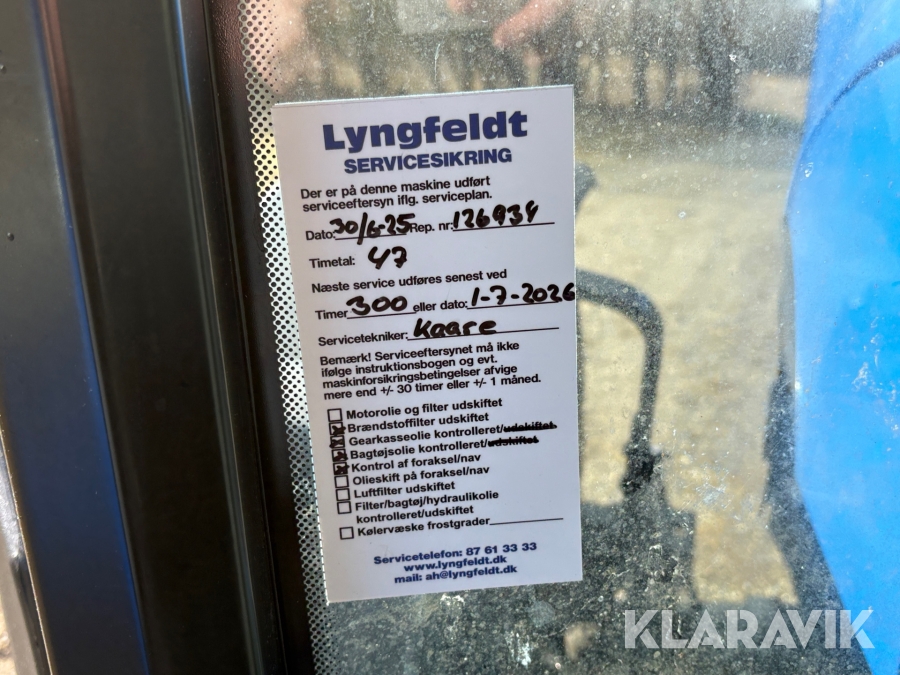 Lyngfeldt
SERVICESIKRING
Der er på denne maskine udført
serviceeftersyn iflg. serviceplan.
Dato: 30/6-25 Rep. nr: 126934
Timetal: 47
Næste service udføres senest ved
Timer 300 eller dato: 1-7-2026
Servicetekniker: Kaare
Bemærk! Serviceeftersynet må ikke
ifølge instruktionsbogen og evt.
maskinforsikringsbetingelser afvige
mere end +/- 30 timer eller +/- 1 måned.
Motorolie og filter udskiftet
Brændstoffilter udskiftet
Gearkasseolie kontrolleret/udskiftet
Bagtøjsolie kontrolleret/udskiftet
Kontrol af foraksel/nav
Olieskift på foraksel/nav
Luftfilter udskiftet
Filter/bagtøj/hydraulikolie
kontrolleret/udskiftet
Kølervæske frostgrader
Servicetelefon: 87 61 33 33
www.lyngfeldt.dk
mail: ah@lyngfeldt.dk
KLARAVIK